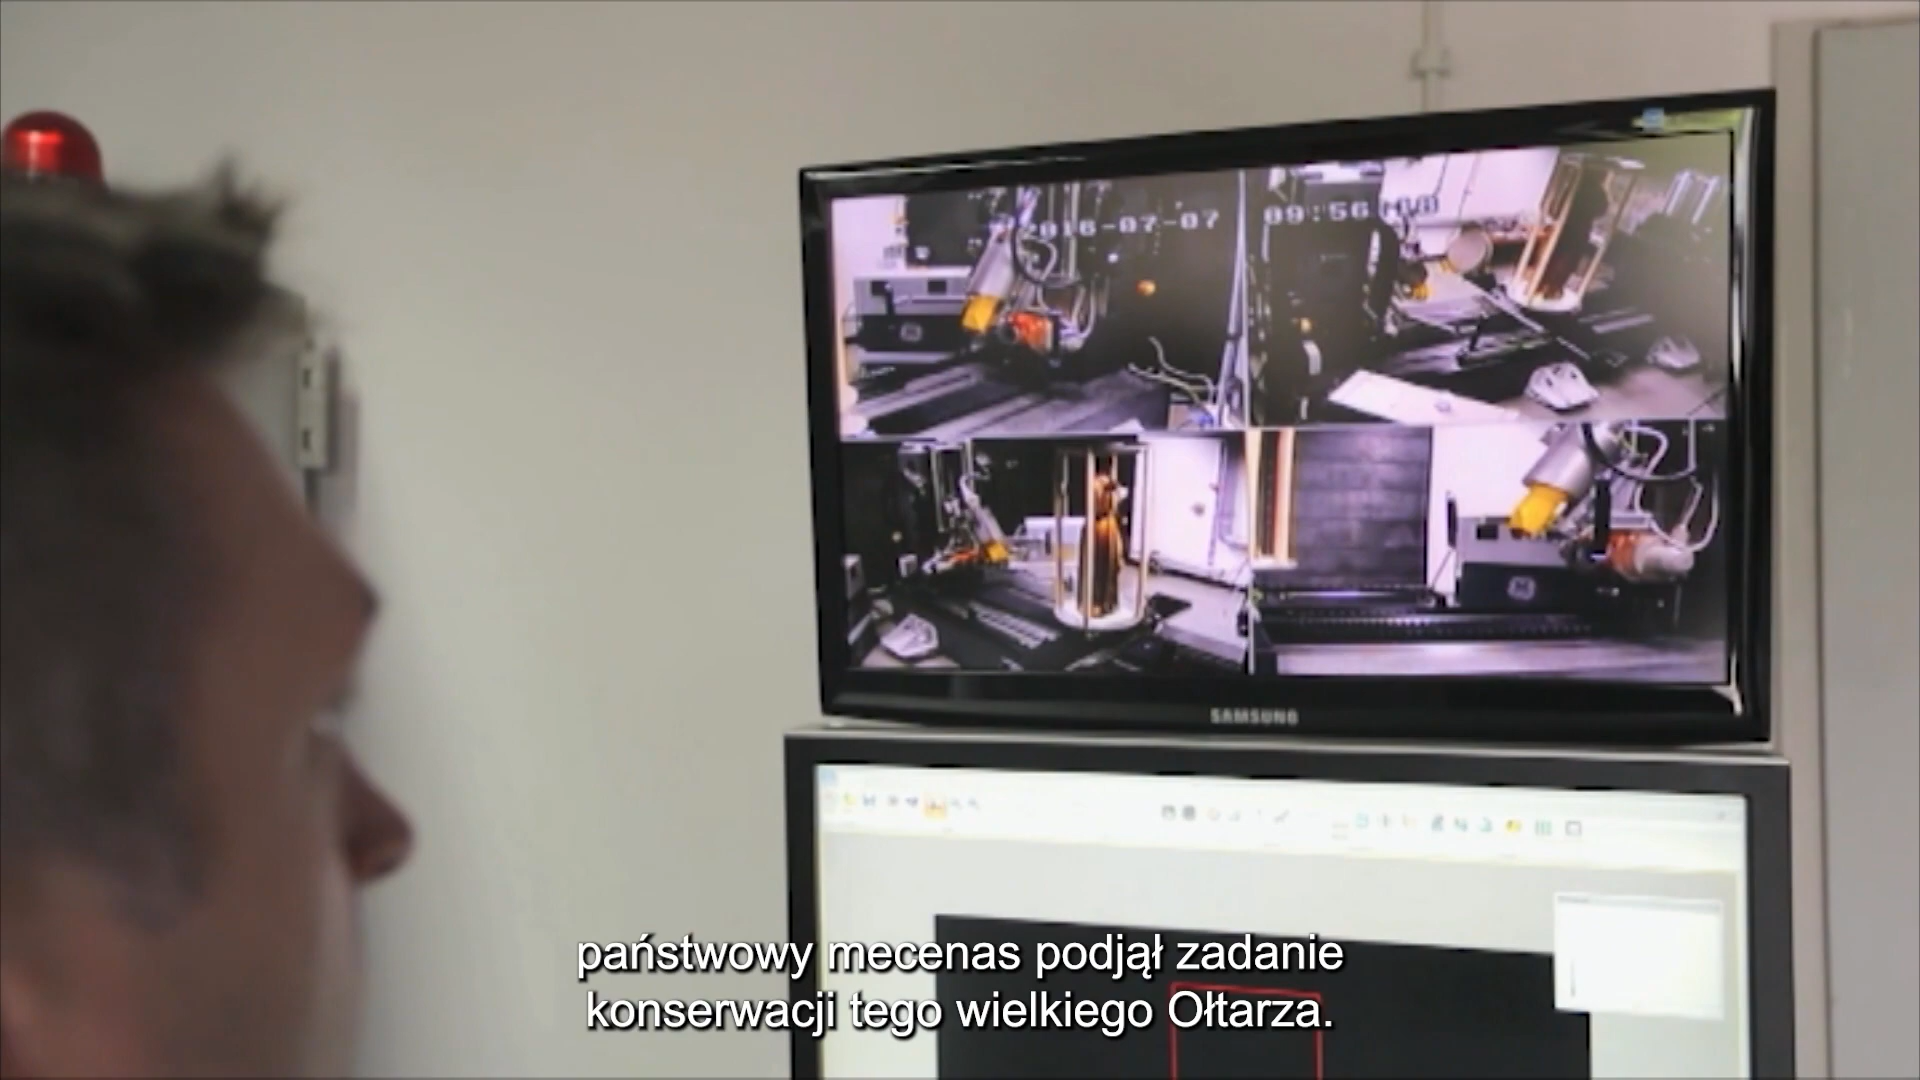 2016-07-07
09:56
SAMSUNG
państwowy mecenas podjął zadanie
konserwacji tego wielkiego Ołtarza.